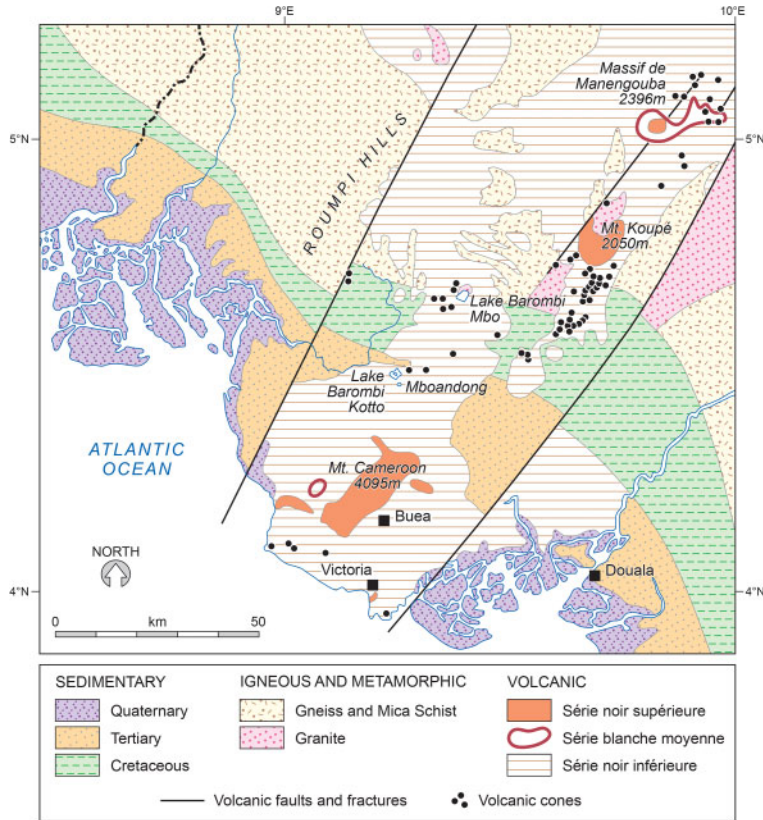 9°E
10°E
Massif de
Manengouba
2396m
5°N
5°N
ROUMPI HILLS
Mt. Koupé
2050m.
Lake Barombi
Mbo
Lake
Barombi
Kotto
Mboandong
ATLANTIC
OCEAN
Mt. Cameroon
4095m
Buea
NORTH
Victoria
Douala
4°N
4°N
0
km
50
SEDIMENTARY
Quaternary
Tertiary
Cretaceous
IGNEOUS AND METAMORPHIC
Gneiss and Mica Schist
Granite
VOLCANIC
Série noir supérieure
Série blanche moyenne
Série noir inférieure
Volcanic faults and fractures
Volcanic cones